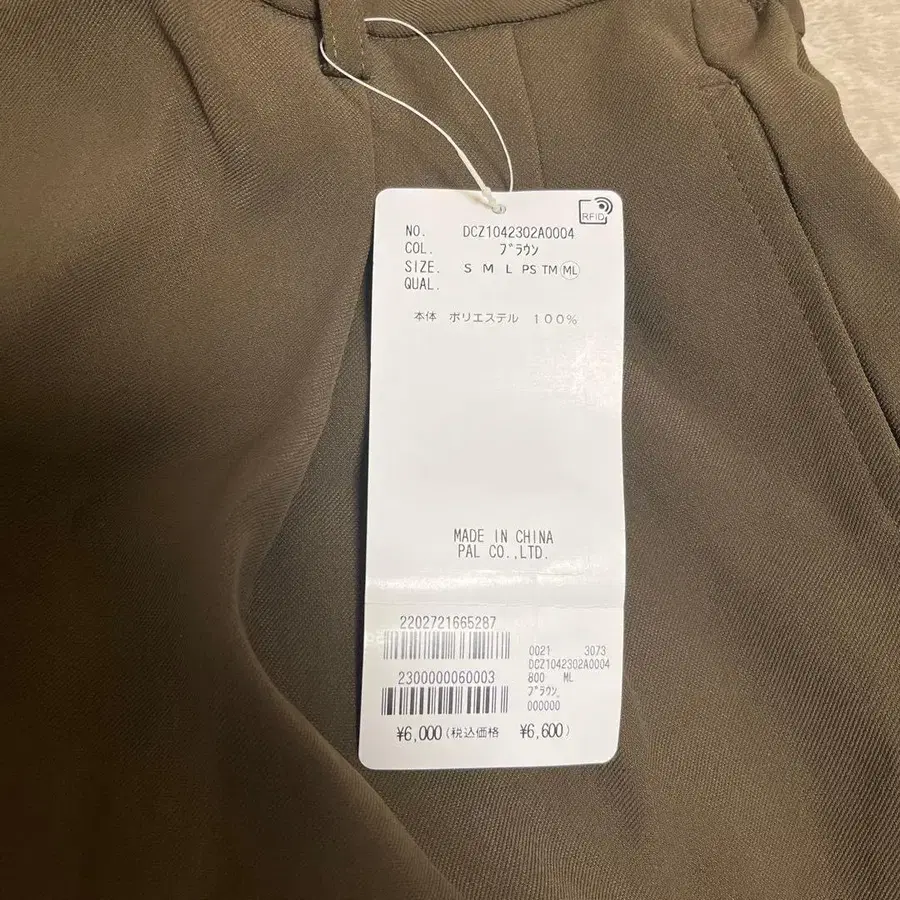 RFID
NO. DCZ1042302A0004
COL. ﾌﾞﾗｳﾝ
SIZE. S M L PS TM ML
QUAL.
本体 ポリエステル 100%
MADE IN CHINA
PAL CO.,LTD.
2202721665287
0021 3073
DCZ1042302A0004
2300000060003
800 ML
ﾌﾞﾗｳﾝ
000000
¥6,000(税込価格 ¥6,600)